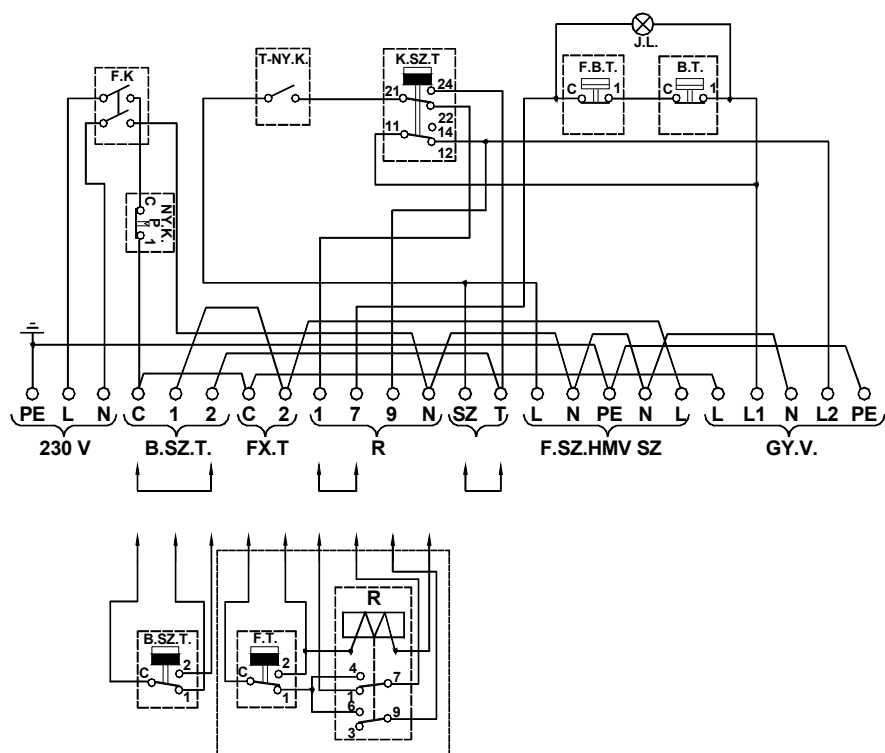 J.L.
F.K
T-NY.K.
K.SZ.T
F.B.T.
B.T.
21
24
C 1
C 1
22
11
14
12
C
P
1
NY.K.
PE L N C 1 2 C 2 1 7 9 N SZ T L N PE N L L L1 N L2 PE
230 V B.SZ.T. FX.T R F.SZ.HMV SZ GY.V.
R
B.SZ.T.
F.T.
2
2
4
7
C
1
C
1
1
6
9
3